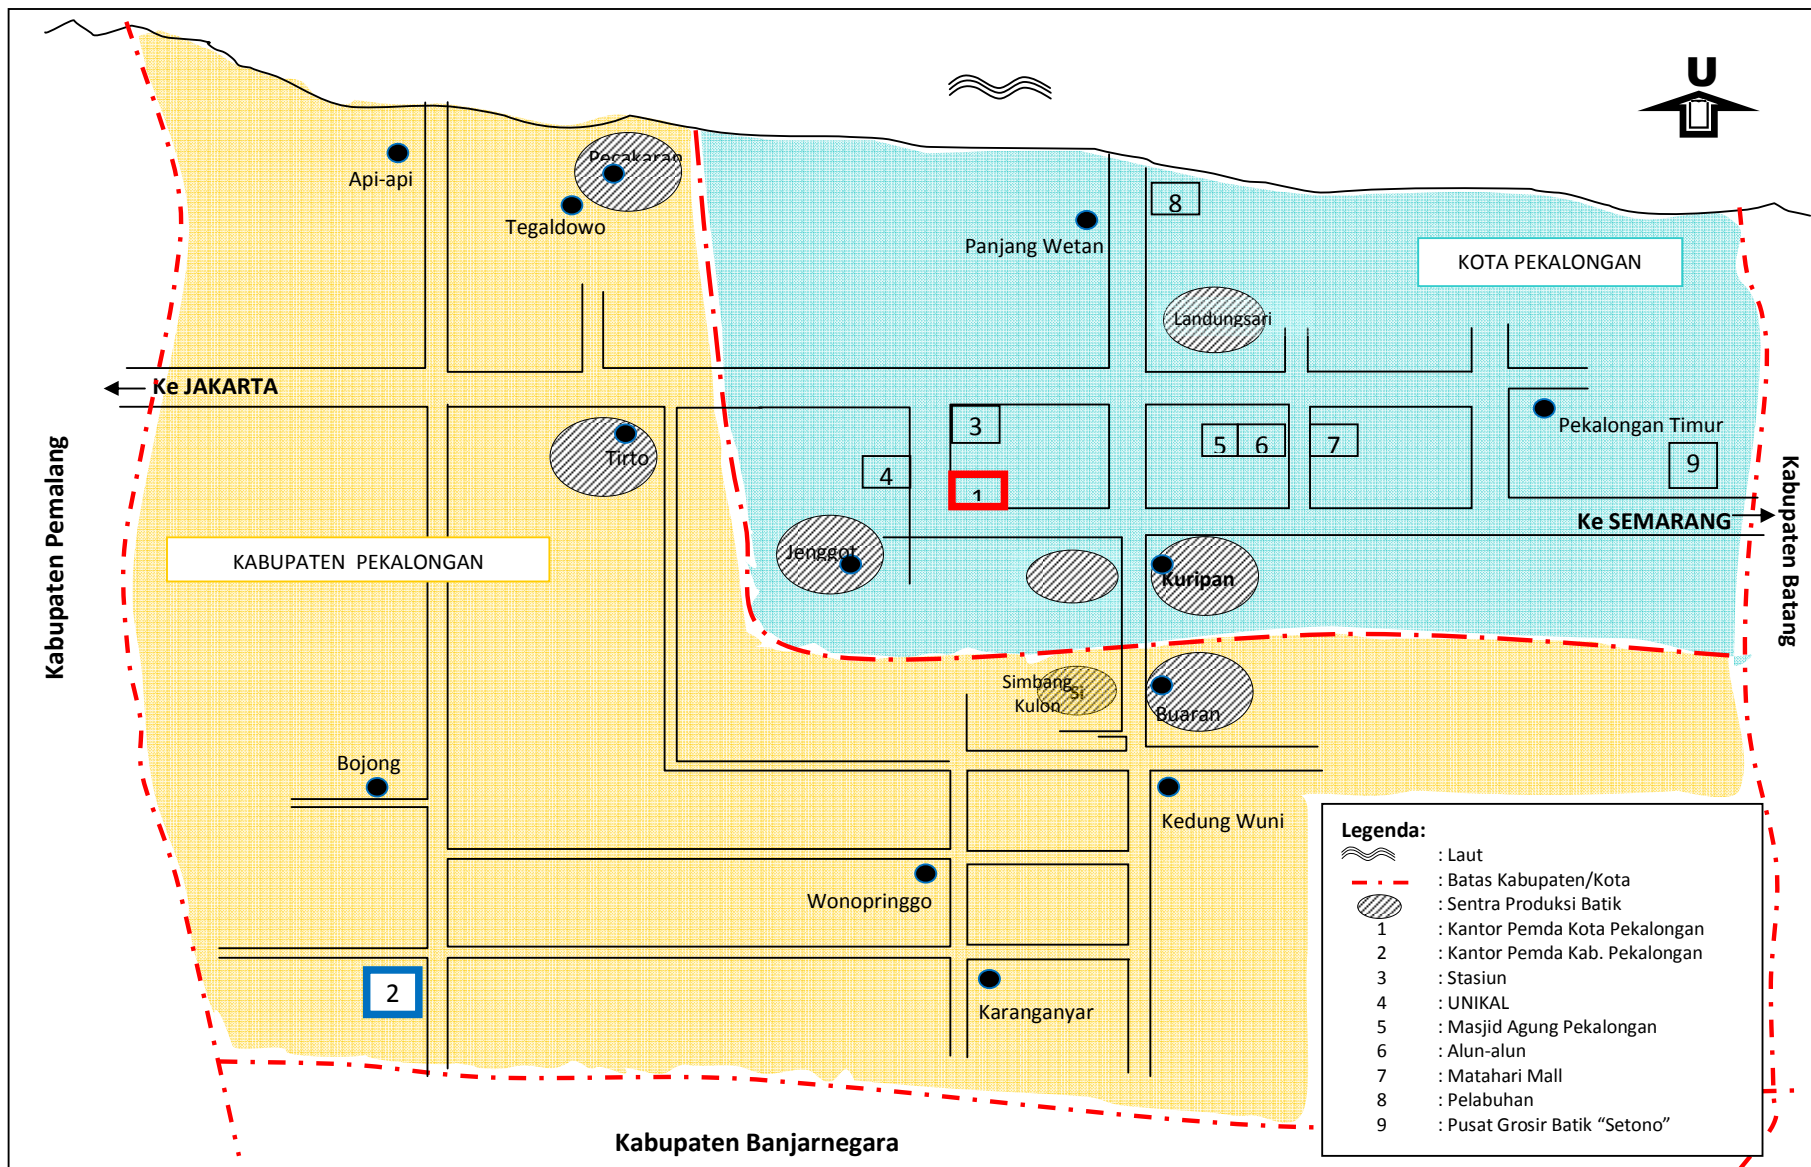 U
Pecakaran
Api-api
Tegaldowo
8
Panjang Wetan
KOTA PEKALONGAN
Landungsari
Ke JAKARTA
3
5
6
7
Pekalongan Timur
Tirto
4
9
1
Ke SEMARANG
Kabupaten Pemalang
Kabupaten Batang
KABUPATEN PEKALONGAN
Jenggot
Kuripan
Simbang
Kulon
Si
Buaran
Bojong
Kedung Wuni
Wonopringgo
2
Karanganyar
Kabupaten Banjarnegara
Legenda:
: Laut
: Batas Kabupaten/Kota
: Sentra Produksi Batik
1 : Kantor Pemda Kota Pekalongan
2 : Kantor Pemda Kab. Pekalongan
3 : Stasiun
4 : UNIKAL
5 : Masjid Agung Pekalongan
6 : Alun-alun
7 : Matahari Mall
8 : Pelabuhan
9 : Pusat Grosir Batik “Setono”